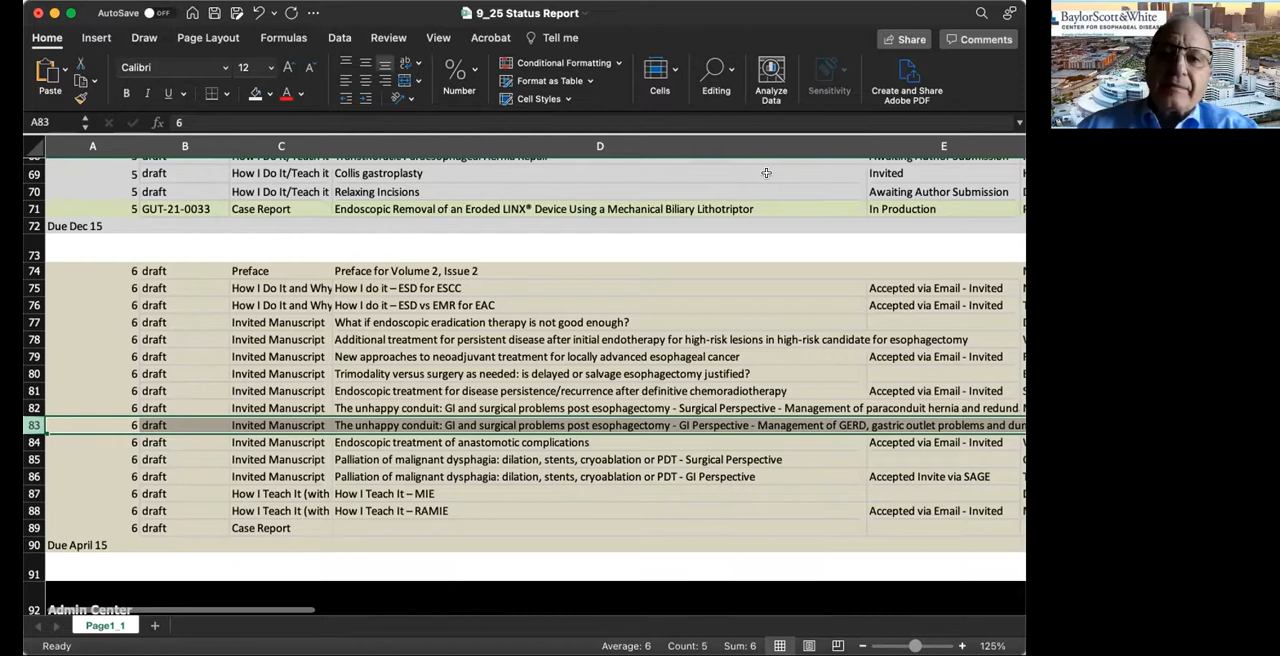 AutoSave OFF ... 9_25 Status Report
Home Insert Draw Page Layout Formulas Data Review View Acrobat Tell me Share Comments
Paste Calibri 12 A A B I U A ab % Number Conditional Formatting Format as Table Cell Styles Cells Editing Analyze Data Sensitivity Create and Share Adobe PDF
A83 fx 6
A B C D E
69 5 draft How I Do It/Teach it Collis gastroplasty Invited
70 5 draft How I Do It/Teach it Relaxing Incisions Awaiting Author Submission
71 5 GUT-21-0033 Case Report Endoscopic Removal of an Eroded LINX® Device Using a Mechanical Biliary Lithotriptor In Production
72 Due Dec 15
73
74 6 draft Preface Preface for Volume 2, Issue 2
75 6 draft How I Do It and Why How I do it – ESD for ESCC Accepted via Email - Invited
76 6 draft How I Do It and Why How I do it – ESD vs EMR for EAC Accepted via Email - Invited
77 6 draft Invited Manuscript What if endoscopic eradication therapy is not good enough?
78 6 draft Invited Manuscript Additional treatment for persistent disease after initial endotherapy for high-risk lesions in high-risk candidate for esophagectomy
79 6 draft Invited Manuscript New approaches to neoadjuvant treatment for locally advanced esophageal cancer Accepted via Email - Invited
80 6 draft Invited Manuscript Trimodality versus surgery as needed: is delayed or salvage esophagectomy justified?
81 6 draft Invited Manuscript Endoscopic treatment for disease persistence/recurrence after definitive chemoradiotherapy Accepted via Email - Invited
82 6 draft Invited Manuscript The unhappy conduit: GI and surgical problems post esophagectomy - Surgical Perspective - Management of paraconduit hernia and redund
83 6 draft Invited Manuscript The unhappy conduit: GI and surgical problems post esophagectomy - GI Perspective - Management of GERD, gastric outlet problems and dum
84 6 draft Invited Manuscript Endoscopic treatment of anastomotic complications Accepted via Email - Invited
85 6 draft Invited Manuscript Palliation of malignant dysphagia: dilation, stents, cryoablation or PDT - Surgical Perspective
86 6 draft Invited Manuscript Palliation of malignant dysphagia: dilation, stents, cryoablation or PDT - GI Perspective Accepted Invite via SAGE
87 6 draft How I Teach It (with How I Teach It – MIE
88 6 draft How I Teach It (with How I Teach It – RAMIE Accepted via Email - Invited
89 6 draft Case Report
90 Due April 15
91
92 Admin Center
Page1_1
Ready Average: 6 Count: 5 Sum: 6 125%
BaylorScott&White
CENTER FOR ESOPHAGEAL DISEASE